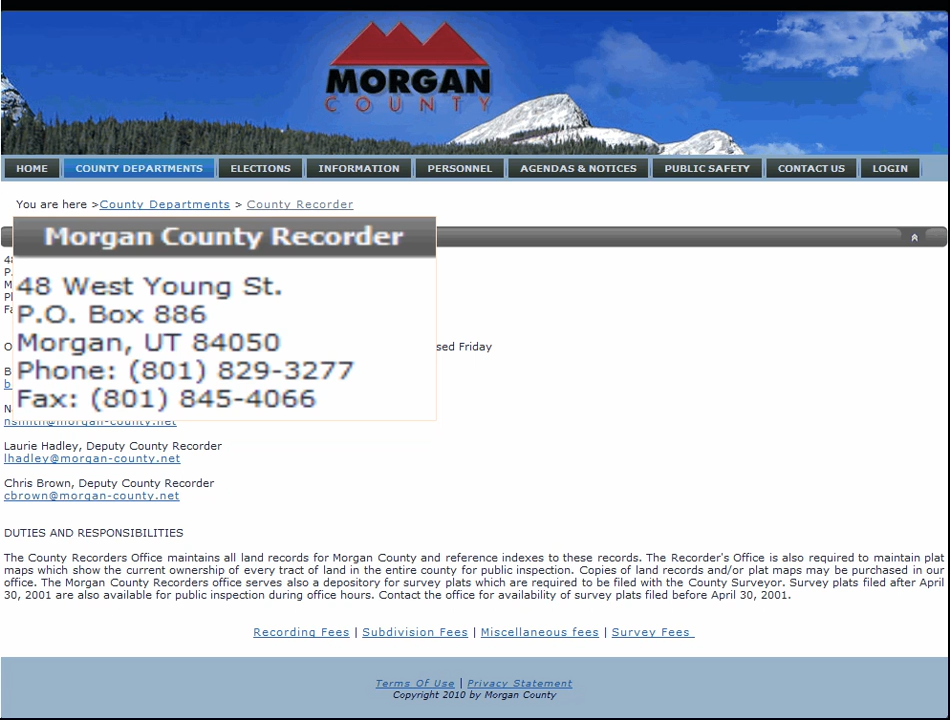 MORGAN
COUNTY
HOME COUNTY DEPARTMENTS ELECTIONS INFORMATION PERSONNEL AGENDAS & NOTICES PUBLIC SAFETY CONTACT US LOGIN
You are here >County Departments > County Recorder
Morgan County Recorder
48 West Young St.
P.O. Box 886
Morgan, UT 84050
Phone: (801) 829-3277
Fax: (801) 845-4066
sed Friday
nsmith@morgan-county.net
Laurie Hadley, Deputy County Recorder
lhadley@morgan-county.net
Chris Brown, Deputy County Recorder
cbrown@morgan-county.net
DUTIES AND RESPONSIBILITIES
The County Recorders Office maintains all land records for Morgan County and reference indexes to these records. The Recorder's Office is also required to maintain plat
maps which show the current ownership of every tract of land in the entire county for public inspection. Copies of land records and/or plat maps may be purchased in our
office. The Morgan County Recorders office serves also a depository for survey plats which are required to be filed with the County Surveyor. Survey plats filed after April
30, 2001 are also available for public inspection during office hours. Contact the office for availability of survey plats filed before April 30, 2001.
Recording Fees | Subdivision Fees | Miscellaneous fees | Survey Fees
Terms Of Use | Privacy Statement
Copyright 2010 by Morgan County